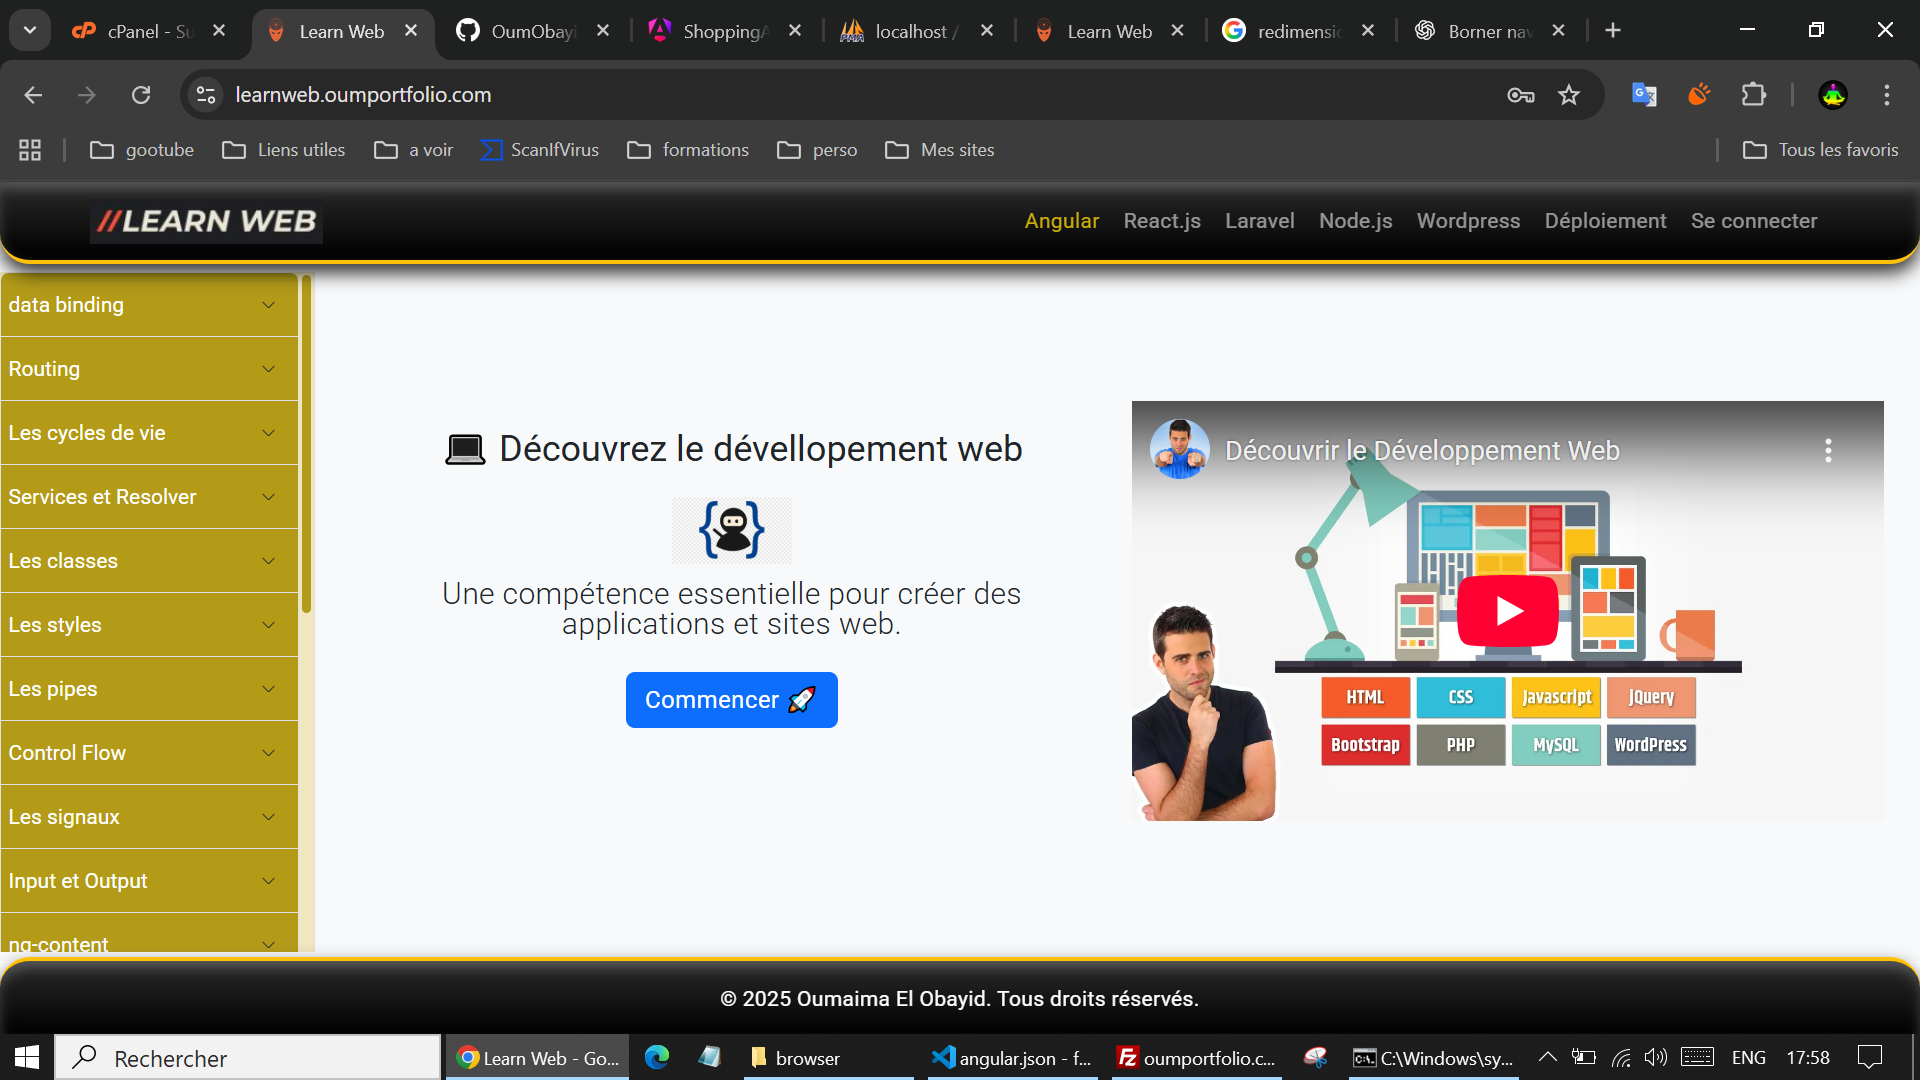 cPanel - Su
Learn Web
OumObayi
ShoppingA
localhost /
Learn Web
redimensio
Borner nav
learnweb.oumportfolio.com
gootube
Liens utiles
a voir
ScanIfVirus
formations
perso
Mes sites
Tous les favoris
//LEARN WEB
Angular
React.js
Laravel
Node.js
Wordpress
Déploiement
Se connecter
data binding
Routing
Les cycles de vie
Services et Resolver
Les classes
Les styles
Les pipes
Control Flow
Les signaux
Input et Output
ng-content
Découvrez le dévellopement web
Une compétence essentielle pour créer des
applications et sites web.
Commencer
Découvrir le Développement Web
HTML CSS Javascript jQuery
Bootstrap PHP MySQL WordPress
© 2025 Oumaima El Obayid. Tous droits réservés.
Rechercher
Learn Web - Go...
browser
angular.json - f...
oumportfolio.c...
C:\Windows\sy...
ENG
17:58